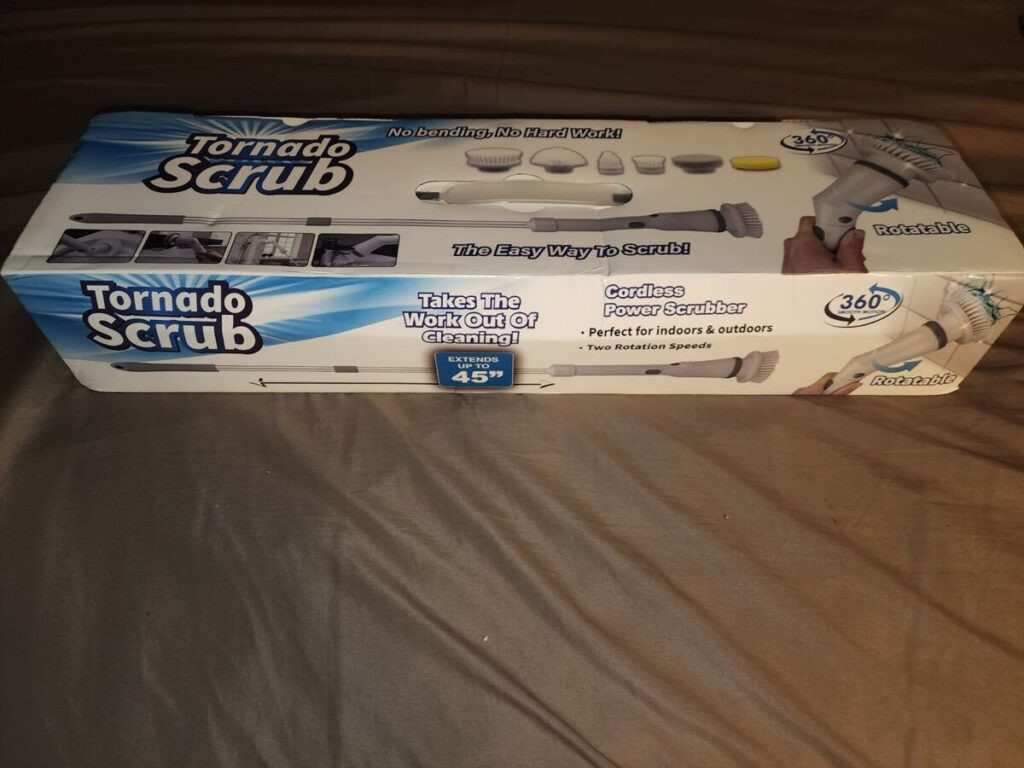 Tornado
Scrub
No bending, No Hard Work!
360°
Rotatable
The Easy Way To Scrub!
Tornado
Scrub
Takes The
Work Out Of
Cleaning!
EXTENDS
UP TO
45”
Cordless
Power Scrubber
• Perfect for indoors & outdoors
• Two Rotation Speeds
360°
SMOOTH MOTION
Rotatable